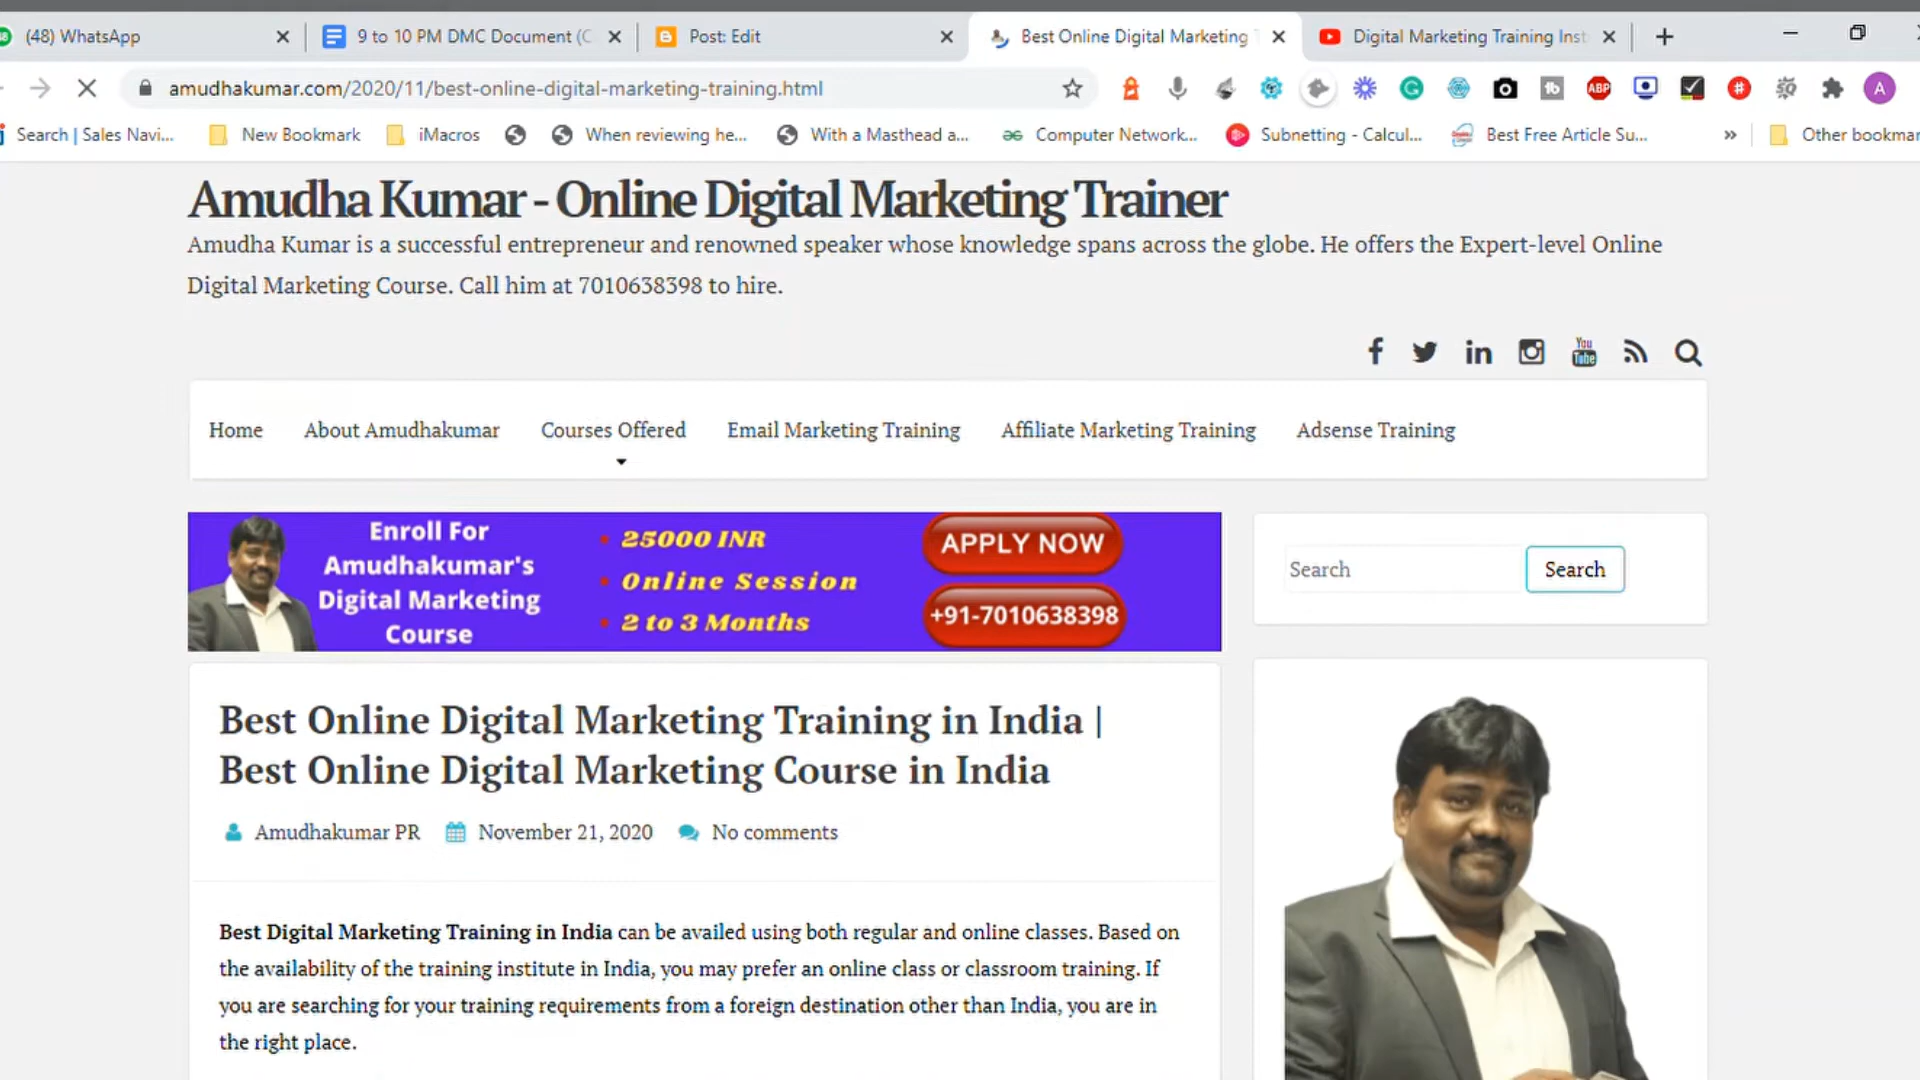 (48) WhatsApp
9 to 10 PM DMC Document (C
Post: Edit
Best Online Digital Marketing
Digital Marketing Training Inst
amudhakumar.com/2020/11/best-online-digital-marketing-training.html
ABP
A
Search | Sales Navi...
New Bookmark
iMacros
When reviewing he...
With a Masthead a...
Computer Network...
Subnetting - Calcul...
Best Free Article Su...
»
Other bookmar
Amudha Kumar - Online Digital Marketing Trainer
Amudha Kumar is a successful entrepreneur and renowned speaker whose knowledge spans across the globe. He offers the Expert-level Online
Digital Marketing Course. Call him at 7010638398 to hire.
You
Tube
Home
About Amudhakumar
Courses Offered
Email Marketing Training
Affiliate Marketing Training
Adsense Training
Enroll For
Amudhakumar's
Digital Marketing
Course
25000 INR
Online Session
2 to 3 Months
APPLY NOW
+91-7010638398
Search
Search
Best Online Digital Marketing Training in India |
Best Online Digital Marketing Course in India
Amudhakumar PR
November 21, 2020
No comments
Best Digital Marketing Training in India can be availed using both regular and online classes. Based on
the availability of the training institute in India, you may prefer an online class or classroom training. If
you are searching for your training requirements from a foreign destination other than India, you are in
the right place.